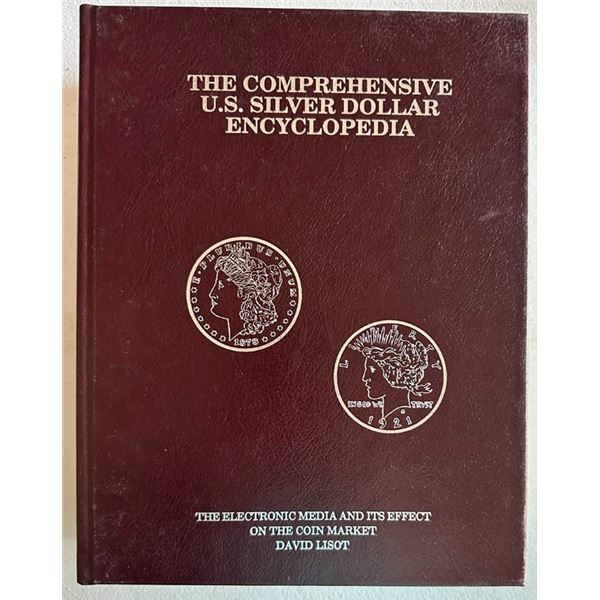 THE COMPREHENSIVE
U.S. SILVER DOLLAR
ENCYCLOPEDIA
E·PLURIBUS·UNUM
1878
LIBERTY
IN GOD WE TRVST
1921
THE ELECTRONIC MEDIA AND ITS EFFECT
ON THE COIN MARKET
DAVID LISOT